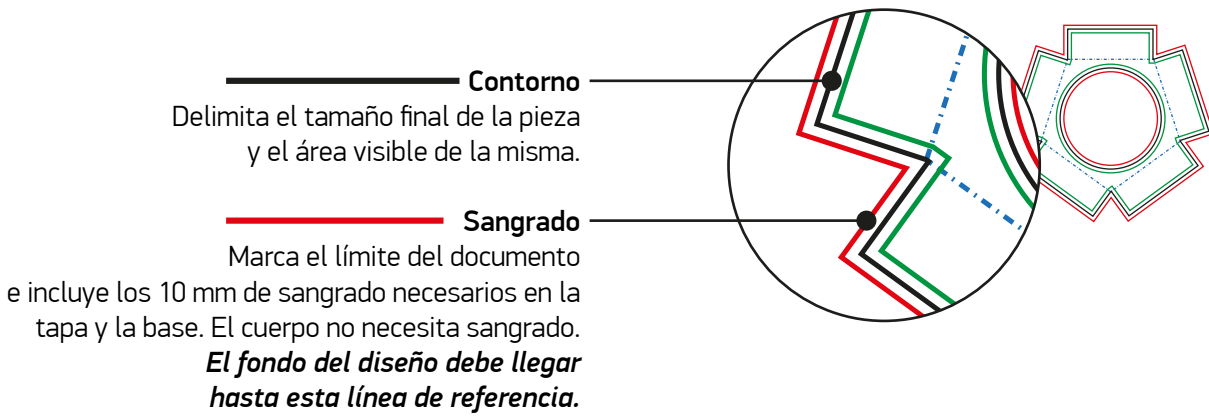 Contorno
Delimita el tamaño final de la pieza
y el área visible de la misma.
Sangrado
Marca el límite del documento
e incluye los 10 mm de sangrado necesarios en la
tapa y la base. El cuerpo no necesita sangrado.
El fondo del diseño debe llegar
hasta esta línea de referencia.